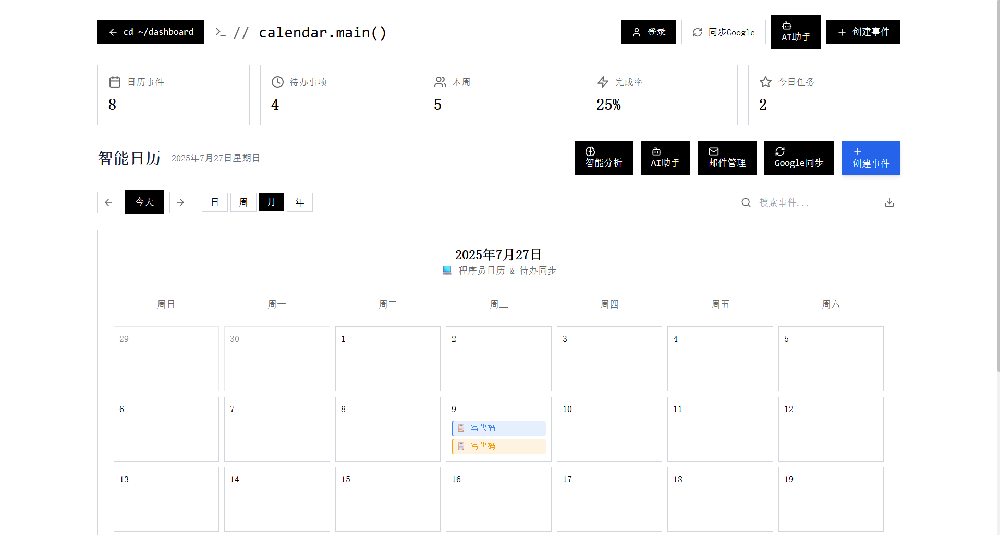 cd ~/dashboard
// calendar.main()
登录
同步Google
AI助手
创建事件
日历事件
8
待办事项
4
本周
5
完成率
25%
今日任务
2
智能日历
2025年7月27日星期日
智能分析
AI助手
邮件管理
Google同步
创建事件
今天
日
周
月
年
搜索事件...
2025年7月27日
程序员日历 & 待办同步
周日 周一 周二 周三 周四 周五 周六
29 30 1 2 3 4 5
6 7 8 9 10 11 12
写代码
写代码
13 14 15 16 17 18 19